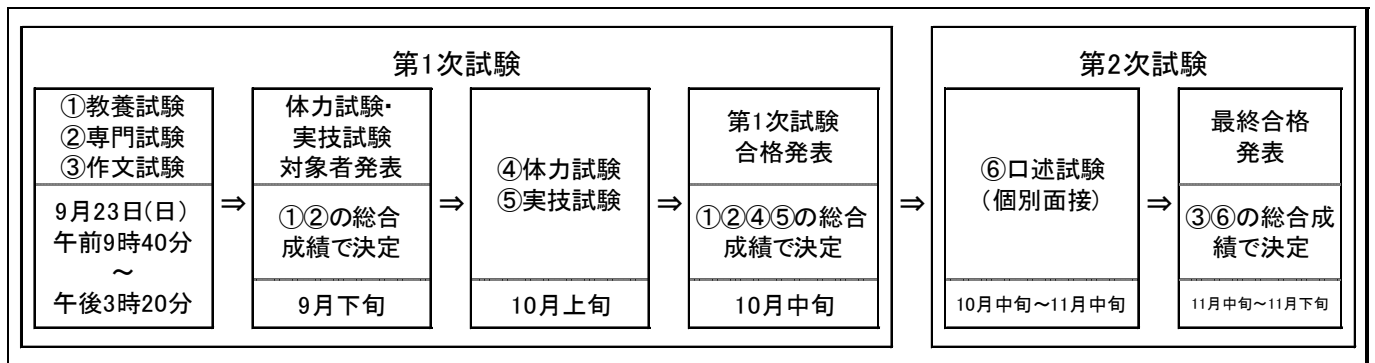 第1次試験
①教養試験
②専門試験
③作文試験
9月23日(日)
午前9時40分
～
午後3時20分
⇒
体力試験・
実技試験
対象者発表
①②の総合
成績で決定
9月下旬
⇒
④体力試験
⑤実技試験
10月上旬
⇒
第1次試験
合格発表
①②④⑤の総合
成績で決定
10月中旬
⇒
第2次試験
⑥口述試験
(個別面接)
10月中旬～11月中旬
⇒
最終合格
発表
③⑥の総合成
績で決定
11月中旬～11月下旬